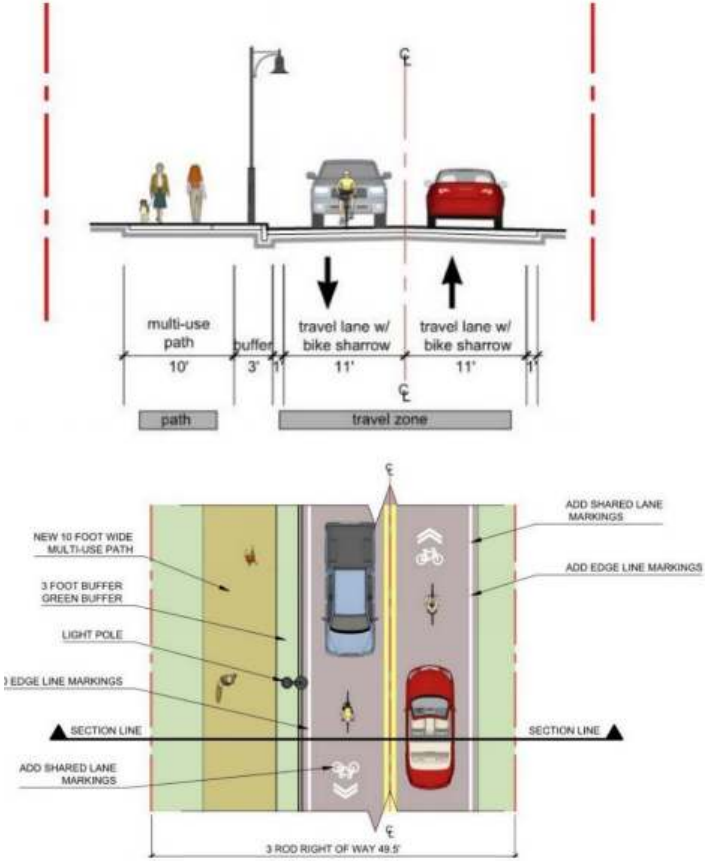 ℄
multi-use
path
buffer
travel lane w/
bike sharrow
travel lane w/
bike sharrow
10'
3'
1'
11'
11'
1'
℄
path
travel zone
℄
ADD SHARED LANE
MARKINGS
NEW 10 FOOT WIDE
MULTI-USE PATH
ADD EDGE LINE MARKINGS
3 FOOT BUFFER
GREEN BUFFER
LIGHT POLE
EDGE LINE MARKINGS
SECTION LINE
SECTION LINE
ADD SHARED LANE
MARKINGS
℄
3 ROD RIGHT OF WAY 49.5'